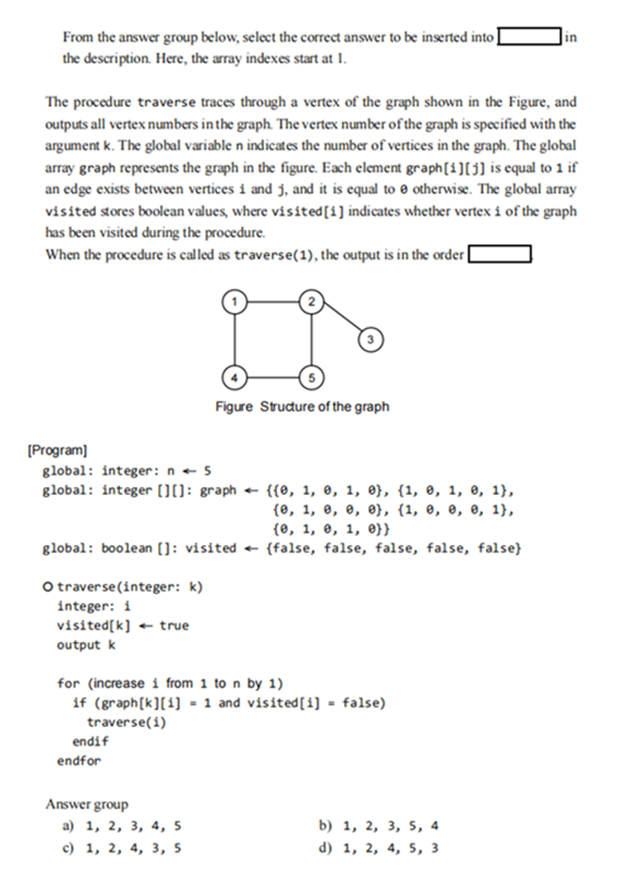 From the answer group below, select the correct answer to be inserted into in
the description. Here, the array indexes start at 1.
The procedure traverse traces through a vertex of the graph shown in the Figure, and
outputs all vertex numbers in the graph. The vertex number of the graph is specified with the
argument k. The global variable n indicates the number of vertices in the graph. The global
array graph represents the graph in the figure. Each element graph[i][j] is equal to 1 if
an edge exists between vertices i and j, and it is equal to 0 otherwise. The global array
visited stores boolean values, where visited[i] indicates whether vertex i of the graph
has been visited during the procedure.
When the procedure is called as traverse(1), the output is in the order .
1 2
3
4 5
Figure Structure of the graph
[Program]
global: integer: n ← 5
global: integer [][]: graph ← {{0, 1, 0, 1, 0}, {1, 0, 1, 0, 1},
{0, 1, 0, 0, 0}, {1, 0, 0, 0, 1},
{0, 1, 0, 1, 0}}
global: boolean []: visited ← {false, false, false, false, false}
○ traverse(integer: k)
integer: i
visited[k] ← true
output k
for (increase i from 1 to n by 1)
if (graph[k][i] = 1 and visited[i] = false)
traverse(i)
endif
endfor
Answer group
a) 1, 2, 3, 4, 5 b) 1, 2, 3, 5, 4
c) 1, 2, 4, 3, 5 d) 1, 2, 4, 5, 3